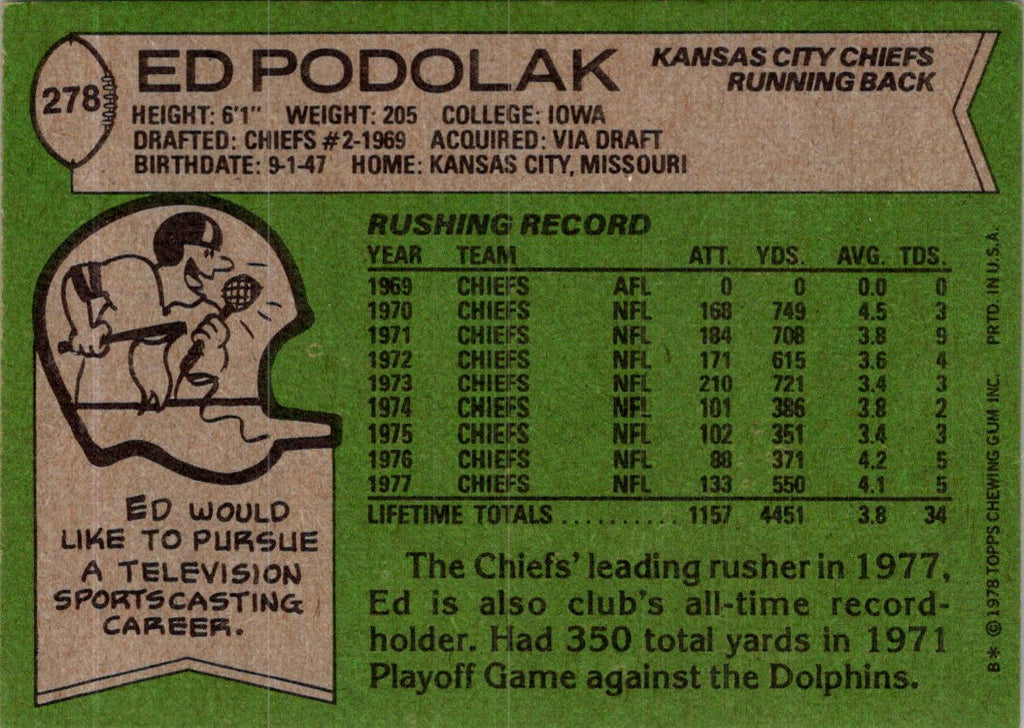 278
ED PODOLAK
KANSAS CITY CHIEFS
RUNNING BACK
HEIGHT: 6'1" WEIGHT: 205 COLLEGE: IOWA
DRAFTED: CHIEFS #2-1969 ACQUIRED: VIA DRAFT
BIRTHDATE: 9-1-47 HOME: KANSAS CITY, MISSOURI
RUSHING RECORD
YEAR TEAM ATT. YDS. AVG. TDS.
1969 CHIEFS AFL 0 0 0.0 0
1970 CHIEFS NFL 168 749 4.5 3
1971 CHIEFS NFL 184 708 3.8 9
1972 CHIEFS NFL 171 615 3.6 4
1973 CHIEFS NFL 210 721 3.4 3
1974 CHIEFS NFL 101 386 3.8 2
1975 CHIEFS NFL 102 351 3.4 3
1976 CHIEFS NFL 88 371 4.2 5
1977 CHIEFS NFL 133 550 4.1 5
LIFETIME TOTALS .......... 1157 4451 3.8 34
ED WOULD
LIKE TO PURSUE
A TELEVISION
SPORTSCASTING
CAREER.
The Chiefs' leading rusher in 1977,
Ed is also club's all-time record-
holder. Had 350 total yards in 1971
Playoff Game against the Dolphins.
B* © 1978 TOPPS CHEWING GUM INC. PRTD. IN U.S.A.